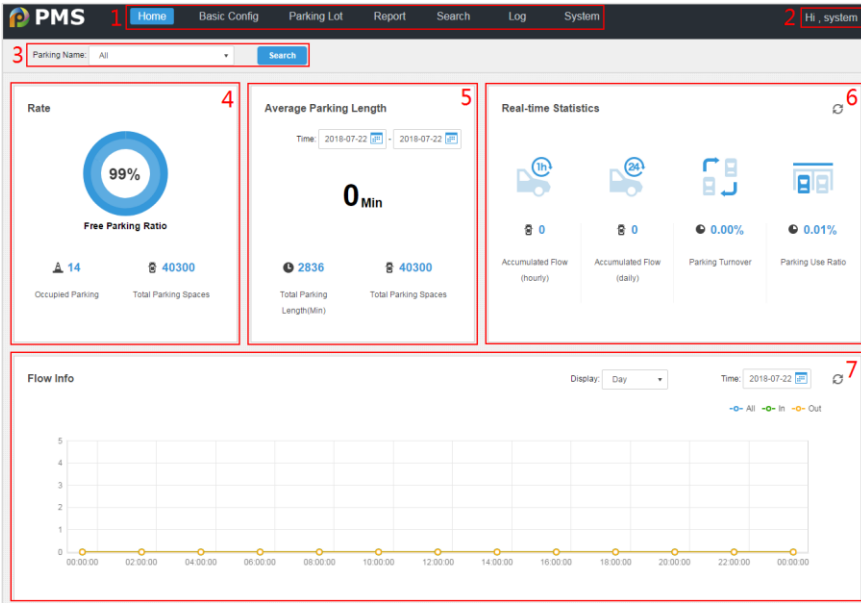 PMS 1 Home Basic Config Parking Lot Report Search Log System 2 Hi , system
3 Parking Name: All Search
Rate 4
99%
Free Parking Ratio
14 40300
Occupied Parking Total Parking Spaces
Average Parking Length 5
Time: 2018-07-22 - 2018-07-22
0 Min
2836 40300
Total Parking Total Parking Spaces
Length(Min)
Real-time Statistics 6
1h 24
0 0 0.00% 0.01%
Accumulated Flow Accumulated Flow Parking Turnover Parking Use Ratio
(hourly) (daily)
Flow Info Display: Day Time: 2018-07-22 7
All In Out
5
4
3
2
1
0
00:00:00 02:00:00 04:00:00 06:00:00 08:00:00 10:00:00 12:00:00 14:00:00 16:00:00 18:00:00 20:00:00 22:00:00 00:00:00